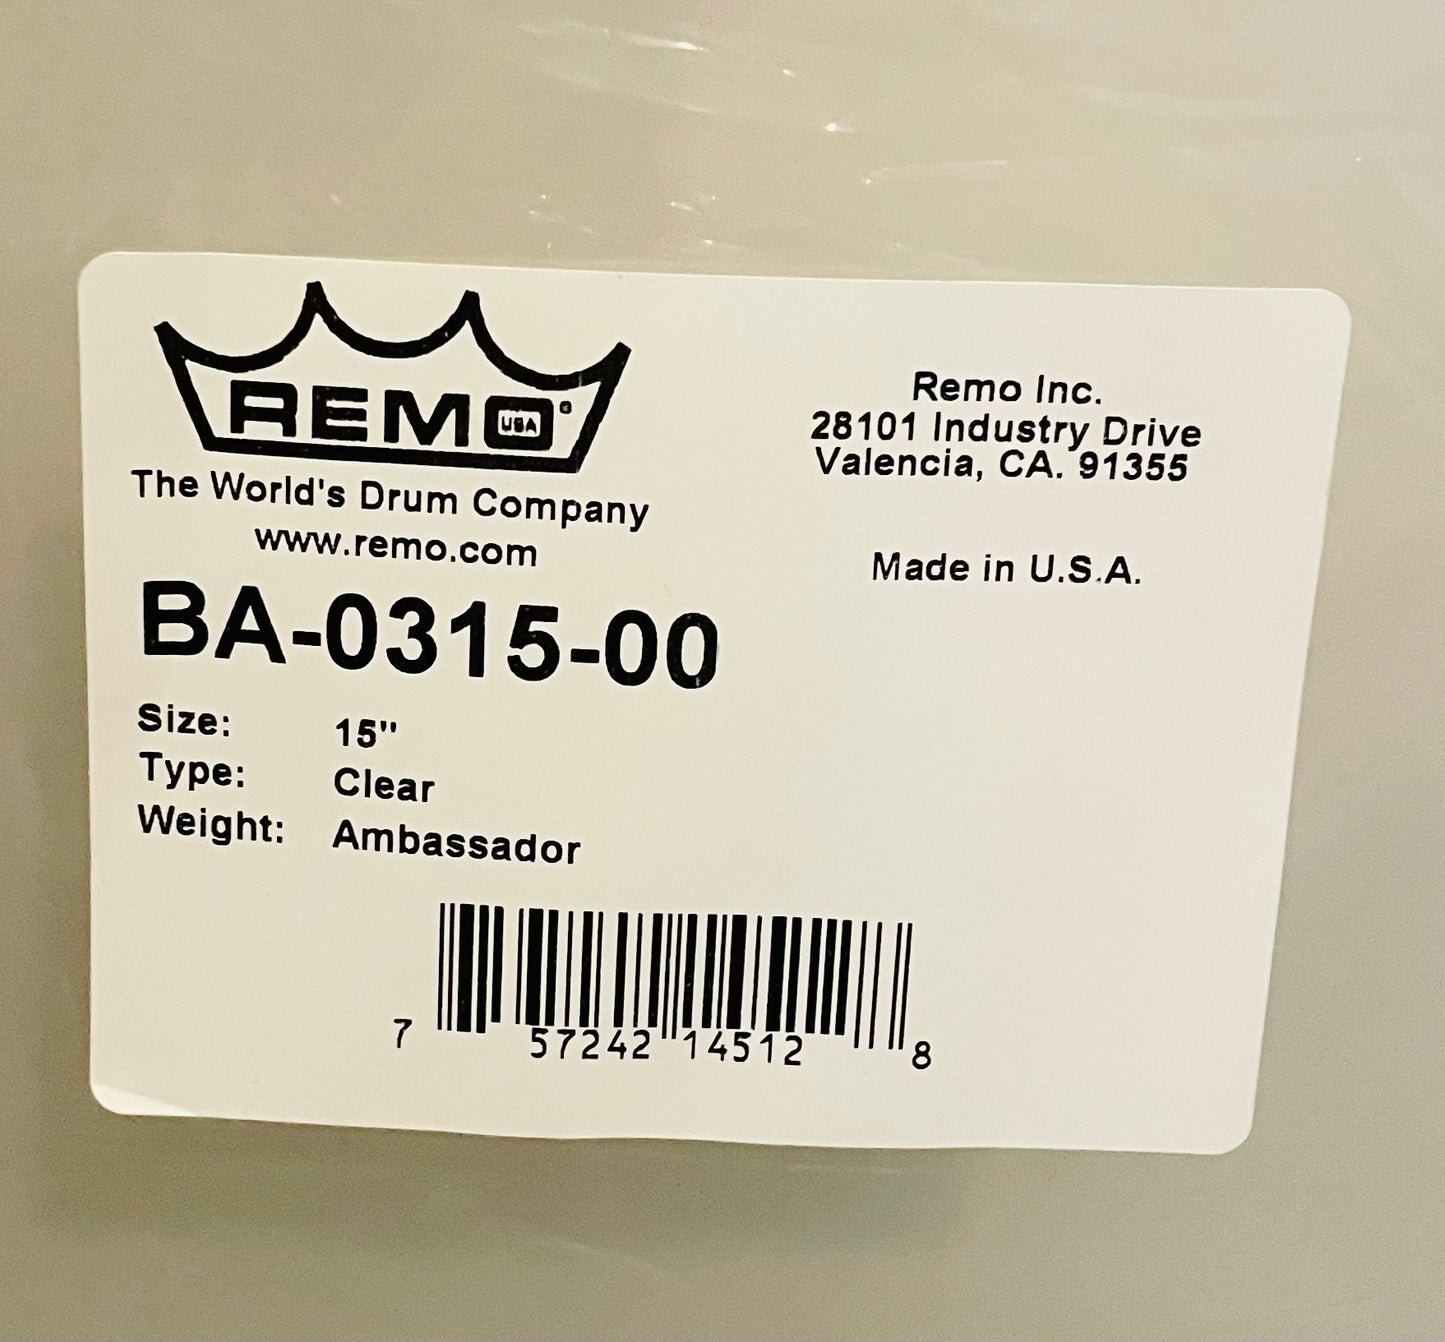 REMO USA®
The World's Drum Company
www.remo.com
Remo Inc.
28101 Industry Drive
Valencia, CA. 91355
Made in U.S.A.
BA-0315-00
Size: 15"
Type: Clear
Weight: Ambassador
7 57242 14512 8